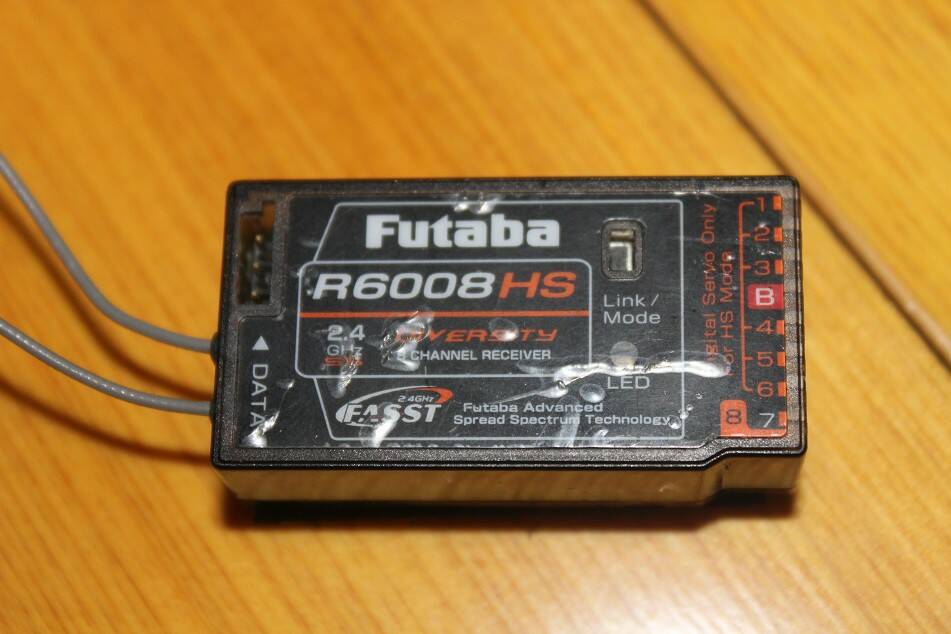 Futaba
R6008HS
2.4
GHz
DIVERSITY
8 CHANNEL RECEIVER
2.4GHz
FASST
Futaba Advanced
Spread Spectrum Technology
Link /
Mode
LED
◀ DATA
Digital Servo Only
for HS Mode
1
2
3
B
4
5
6
8 7